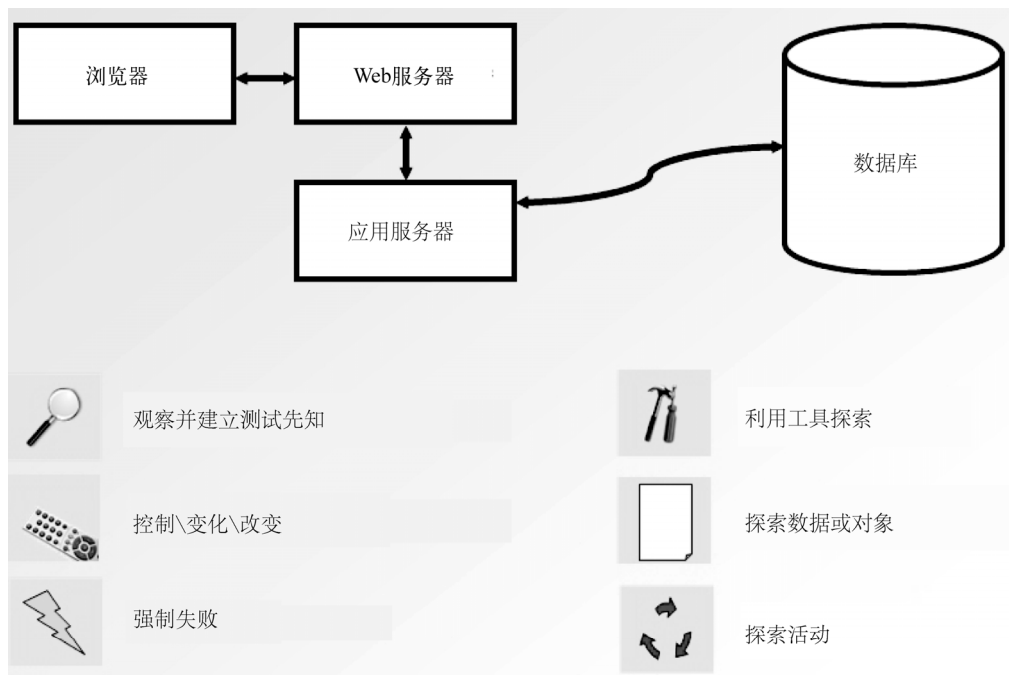 浏览器
Web服务器
数据库
应用服务器
观察并建立测试先知
利用工具探索
控制\变化\改变
探索数据或对象
强制失败
探索活动